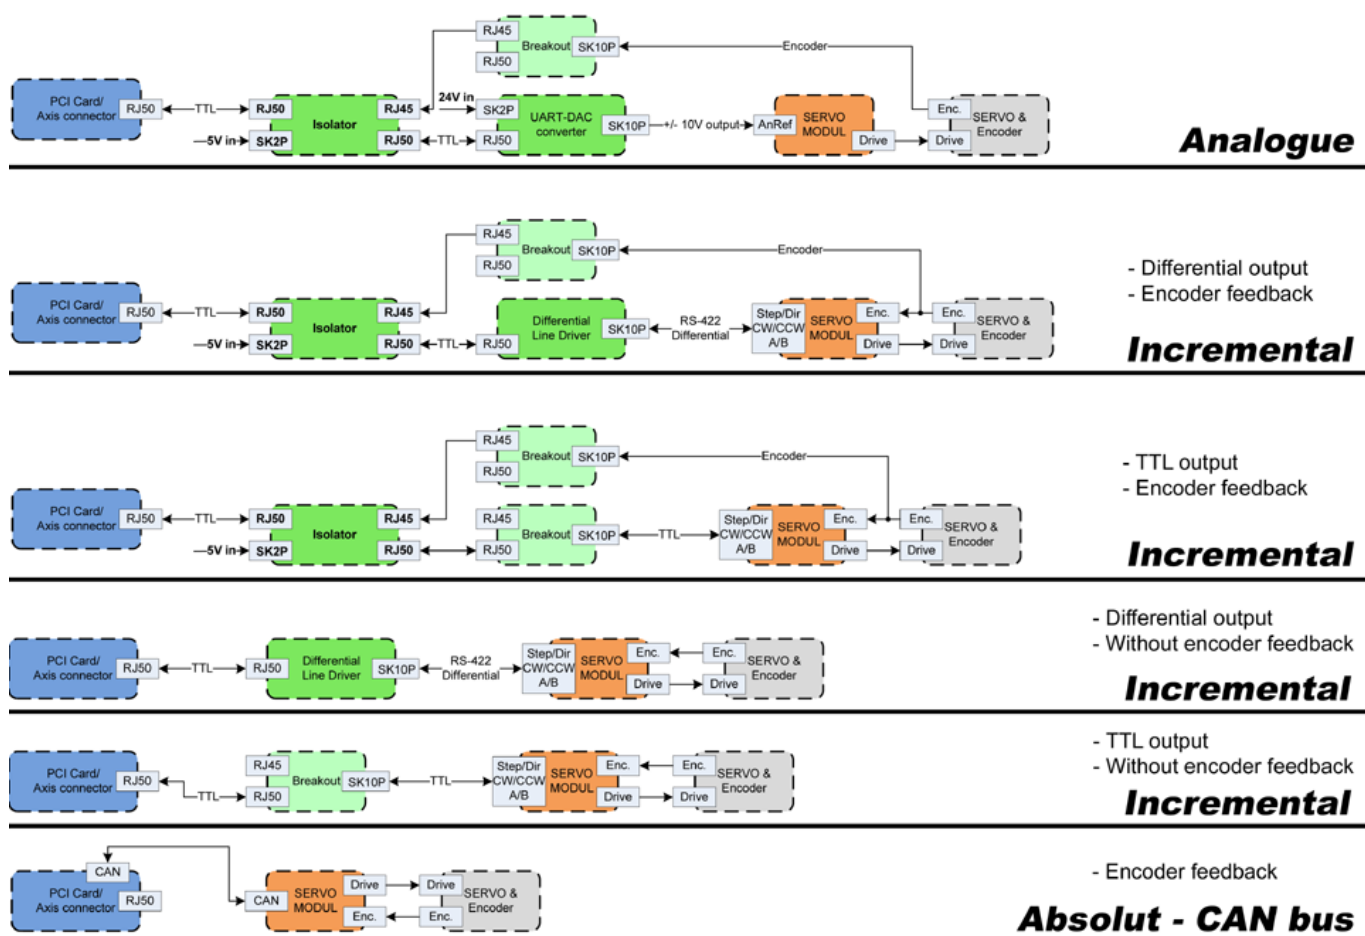 RJ45
Breakout
SK10P
Encoder
RJ50
PCI Card/
Axis connector
RJ50
TTL
RJ50
Isolator
RJ45
24V in
SK2P
UART-DAC
converter
SK10P
+/- 10V output
AnRef
SERVO
MODUL
Enc.
SERVO &
Encoder
5V in
SK2P
RJ50
TTL
RJ50
Drive
Drive
Analogue
RJ45
Breakout
SK10P
Encoder
RJ50
- Differential output
- Encoder feedback
PCI Card/
Axis connector
RJ50
TTL
RJ50
Isolator
RJ45
Differential
Line Driver
SK10P
RS-422
Differential
Step/Dir
CW/CCW
A/B
SERVO
MODUL
Enc.
Enc.
SERVO &
Encoder
5V in
SK2P
RJ50
TTL
RJ50
Drive
Drive
Incremental
RJ45
Breakout
SK10P
Encoder
RJ50
- TTL output
- Encoder feedback
PCI Card/
Axis connector
RJ50
TTL
RJ50
Isolator
RJ45
RJ45
Breakout
SK10P
TTL
Step/Dir
CW/CCW
A/B
SERVO
MODUL
Enc.
Enc.
SERVO &
Encoder
5V in
SK2P
RJ50
RJ50
Drive
Drive
Incremental
- Differential output
- Without encoder feedback
PCI Card/
Axis connector
RJ50
TTL
RJ50
Differential
Line Driver
SK10P
RS-422
Differential
Step/Dir
CW/CCW
A/B
SERVO
MODUL
Enc.
Enc.
SERVO &
Encoder
Drive
Drive
Incremental
- TTL output
- Without encoder feedback
PCI Card/
Axis connector
RJ50
TTL
RJ45
Breakout
SK10P
RJ50
TTL
Step/Dir
CW/CCW
A/B
SERVO
MODUL
Enc.
Enc.
SERVO &
Encoder
Drive
Drive
Incremental
CAN
PCI Card/
Axis connector
RJ50
CAN
SERVO
MODUL
Drive
Drive
SERVO &
Encoder
Enc.
Enc.
- Encoder feedback
Absolut - CAN bus